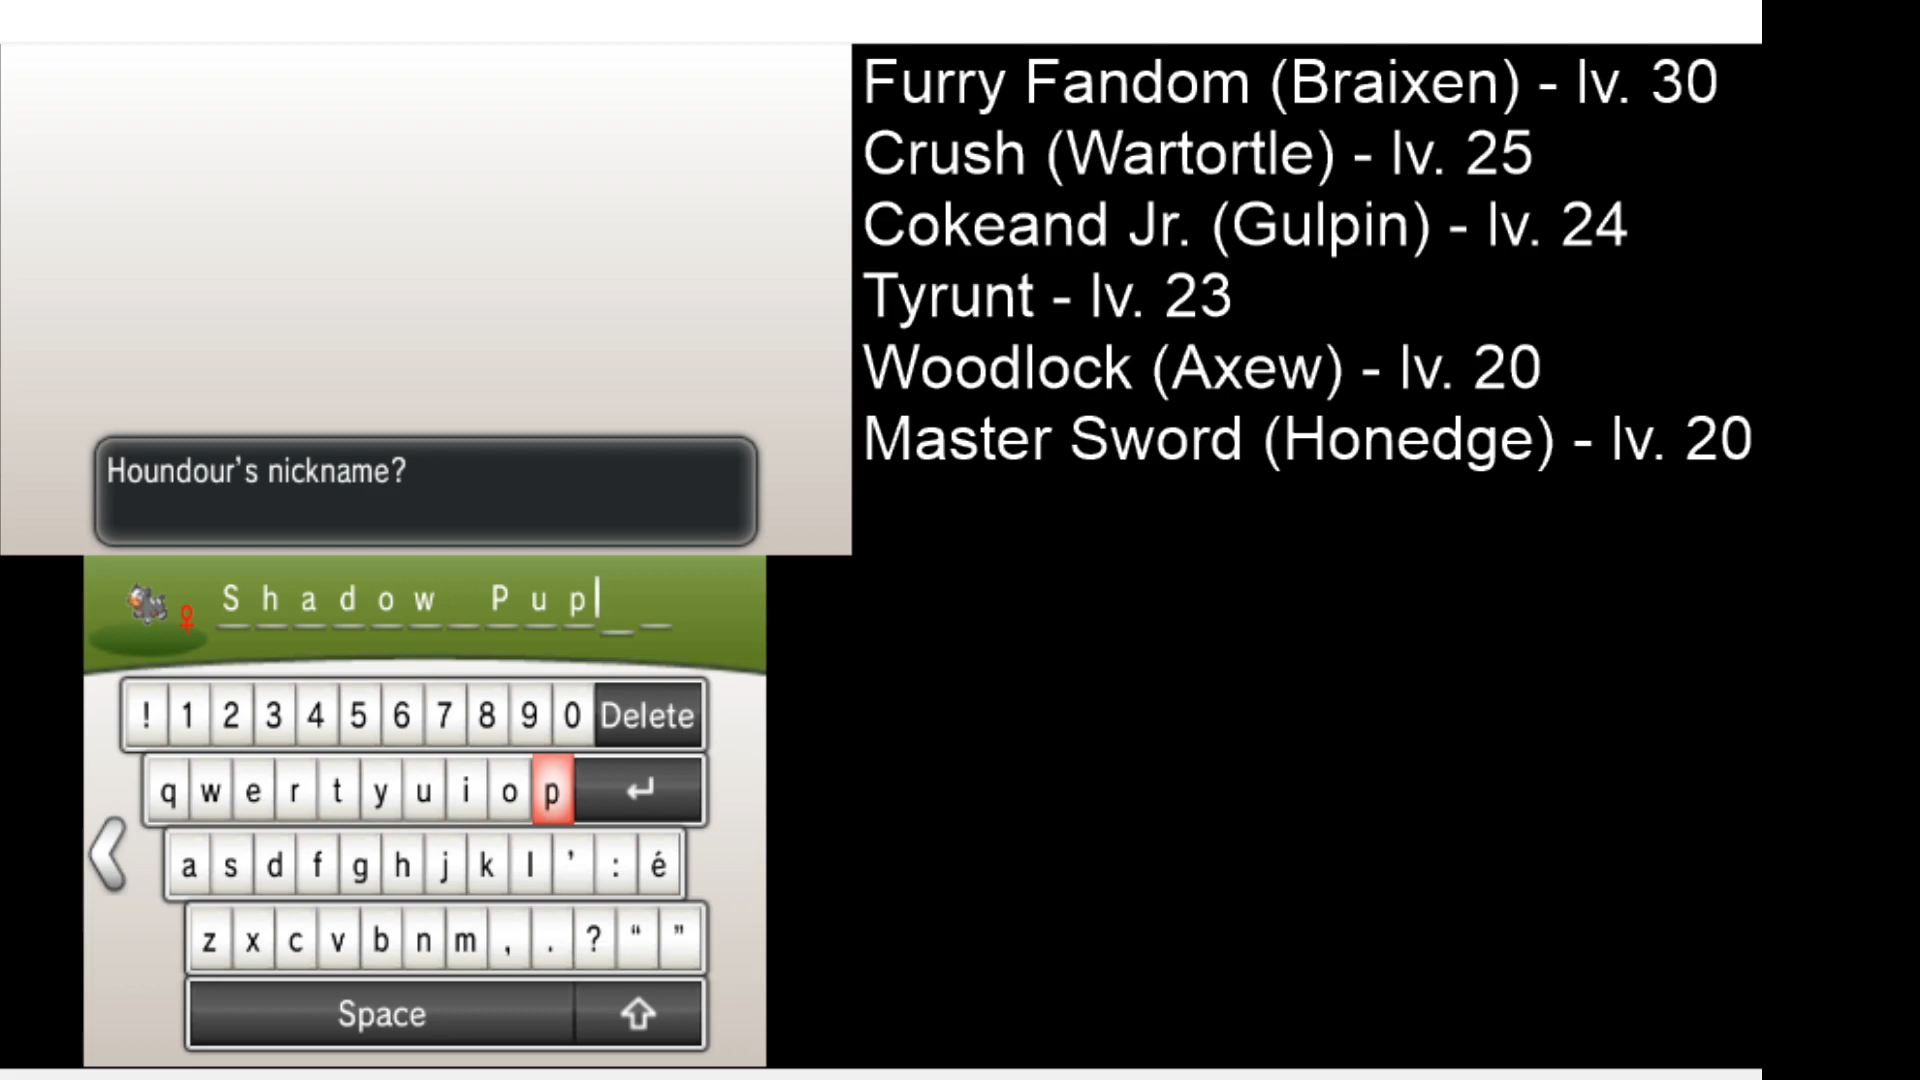 Furry Fandom (Braixen) - lv. 30
Crush (Wartortle) - lv. 25
Cokeand Jr. (Gulpin) - lv. 24
Tyrunt - lv. 23
Woodlock (Axew) - lv. 20
Master Sword (Honedge) - lv. 20
Houndour’s nickname?
Shadow Pup
! 1 2 3 4 5 6 7 8 9 0 Delete
q w e r t y u i o p
a s d f g h j k l ’ : é
z x c v b n m , . ? “ ”
Space